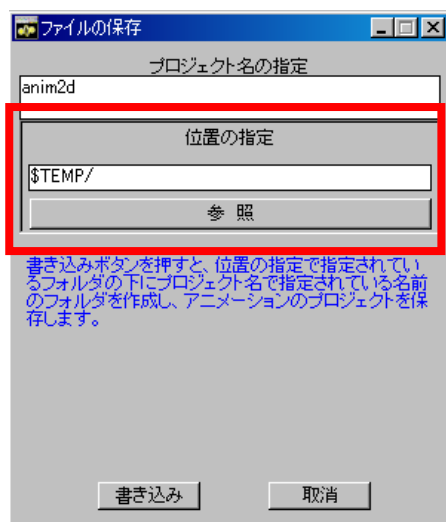 ファイルの保存
プロジェクト名の指定
anim2d
位置の指定
$TEMP/
参 照
書き込みボタンを押すと、位置の指定で指定されてい
るフォルダの下にプロジェクト名で指定されている名前
のフォルダを作成し、アニメーションのプロジェクトを保
存します。
書き込み
取消